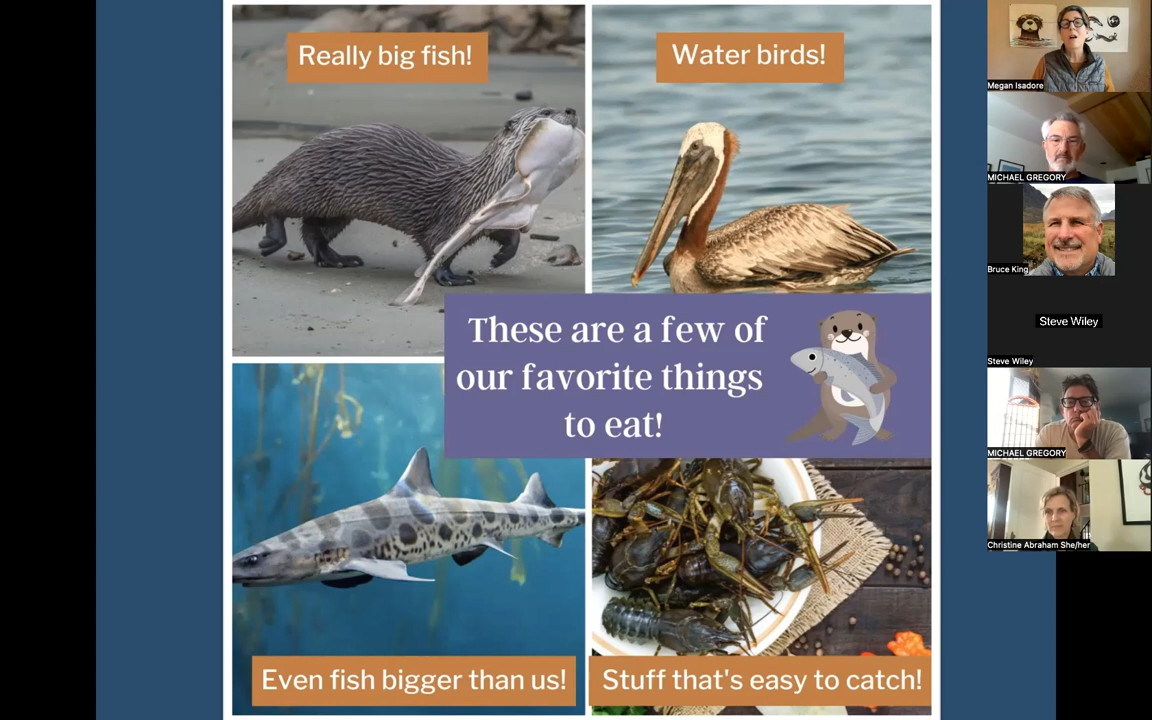 Really big fish!
Water birds!
These are a few of
our favorite things
to eat!
Even fish bigger than us!
Stuff that's easy to catch!
Megan Isadore
MICHAEL GREGORY
Bruce King
Steve Wiley
Steve Wiley
MICHAEL GREGORY
Christine Abraham She/her